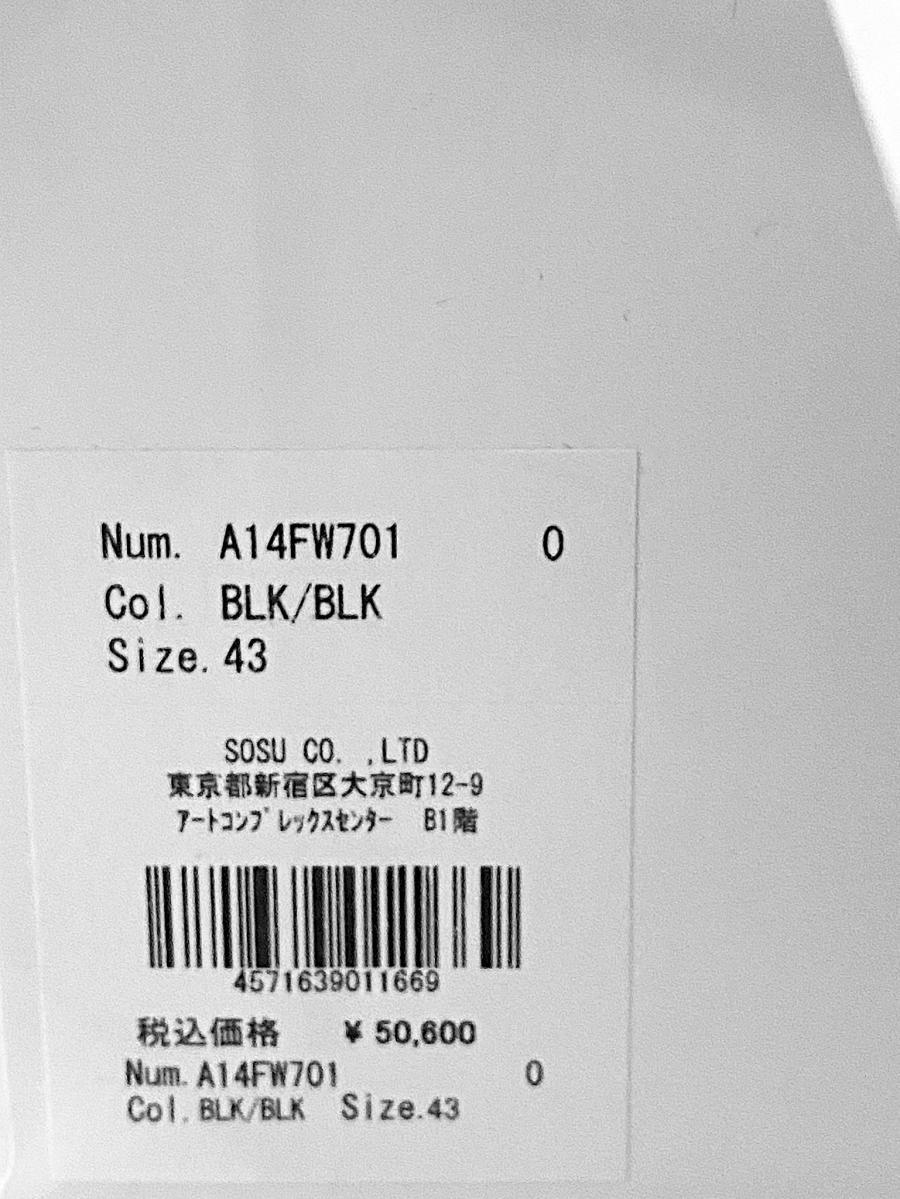 Num. A14FW701 0
Col. BLK/BLK
Size. 43
SOSU CO. ,LTD
東京都新宿区大京町12-9
ｱｰﾄｺﾝﾌﾟﾚｯｸｽｾﾝﾀｰ B1階
4571639011669
税込価格 ¥ 50,600
Num. A14FW701 0
Col. BLK/BLK Size.43